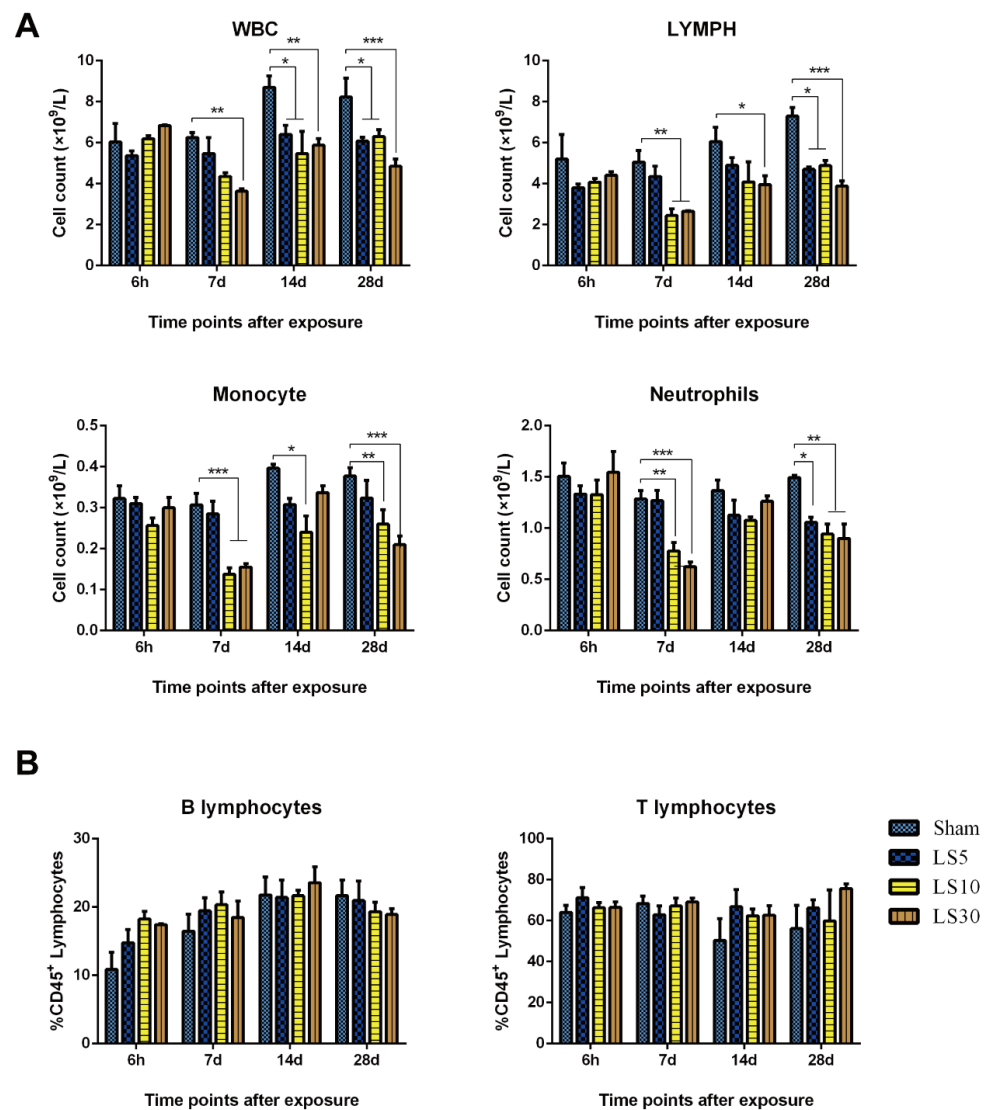 A
WBC
Cell count (×10⁹/L)
10
8
6
4
2
0
**
**
*
***
*
6h 7d 14d 28d
Time points after exposure
LYMPH
Cell count (×10⁹/L)
10
8
6
4
2
0
**
*
***
*
6h 7d 14d 28d
Time points after exposure
Monocyte
Cell count (×10⁹/L)
0.5
0.4
0.3
0.2
0.1
0.0
***
*
***
**
6h 7d 14d 28d
Time points after exposure
Neutrophils
Cell count (×10⁹/L)
2.0
1.5
1.0
0.5
0.0
***
**
**
*
6h 7d 14d 28d
Time points after exposure
B
B lymphocytes
%CD45⁺ Lymphocytes
30
20
10
0
6h 7d 14d 28d
Time points after exposure
T lymphocytes
%CD45⁺ Lymphocytes
100
80
60
40
20
0
6h 7d 14d 28d
Time points after exposure
Sham
LS5
LS10
LS30